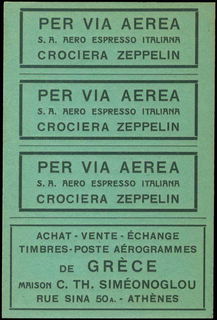 PER VIA AEREA
S. A. AERO ESPRESSO ITALIANA
CROCIERA ZEPPELIN
PER VIA AEREA
S. A. AERO ESPRESSO ITALIANA
CROCIERA ZEPPELIN
PER VIA AEREA
S. A. AERO ESPRESSO ITALIANA
CROCIERA ZEPPELIN
ACHAT - VENTE - ÉCHANGE
TIMBRES-POSTE AÉROGRAMMES
DE GRÈCE
MAISON C. TH. SIMÉONOGLOU
RUE SINA 50A. - ATHÈNES